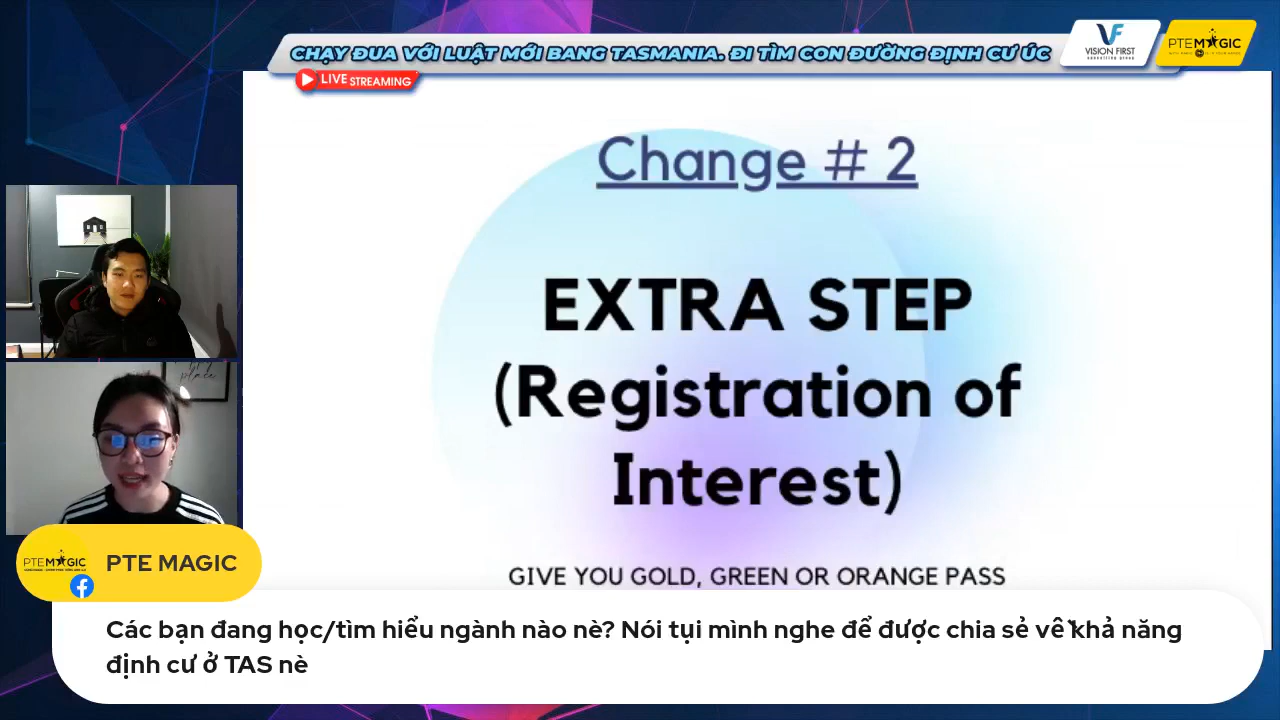 CHẠY ĐUA VỚI LUẬT MỚI BANG TASMANIA. ĐI TÌM CON ĐƯỜNG ĐỊNH CƯ ÚC
VISION FIRST
PTE MAGIC
LIVE STREAMING
Change # 2
EXTRA STEP
(Registration of
Interest)
GIVE YOU GOLD, GREEN OR ORANGE PASS
place
PTE MAGIC
PTE MAGIC
Các bạn đang học/tìm hiểu ngành nào nè? Nói tụi mình nghe để được chia sẻ về khả năng
định cư ở TAS nè